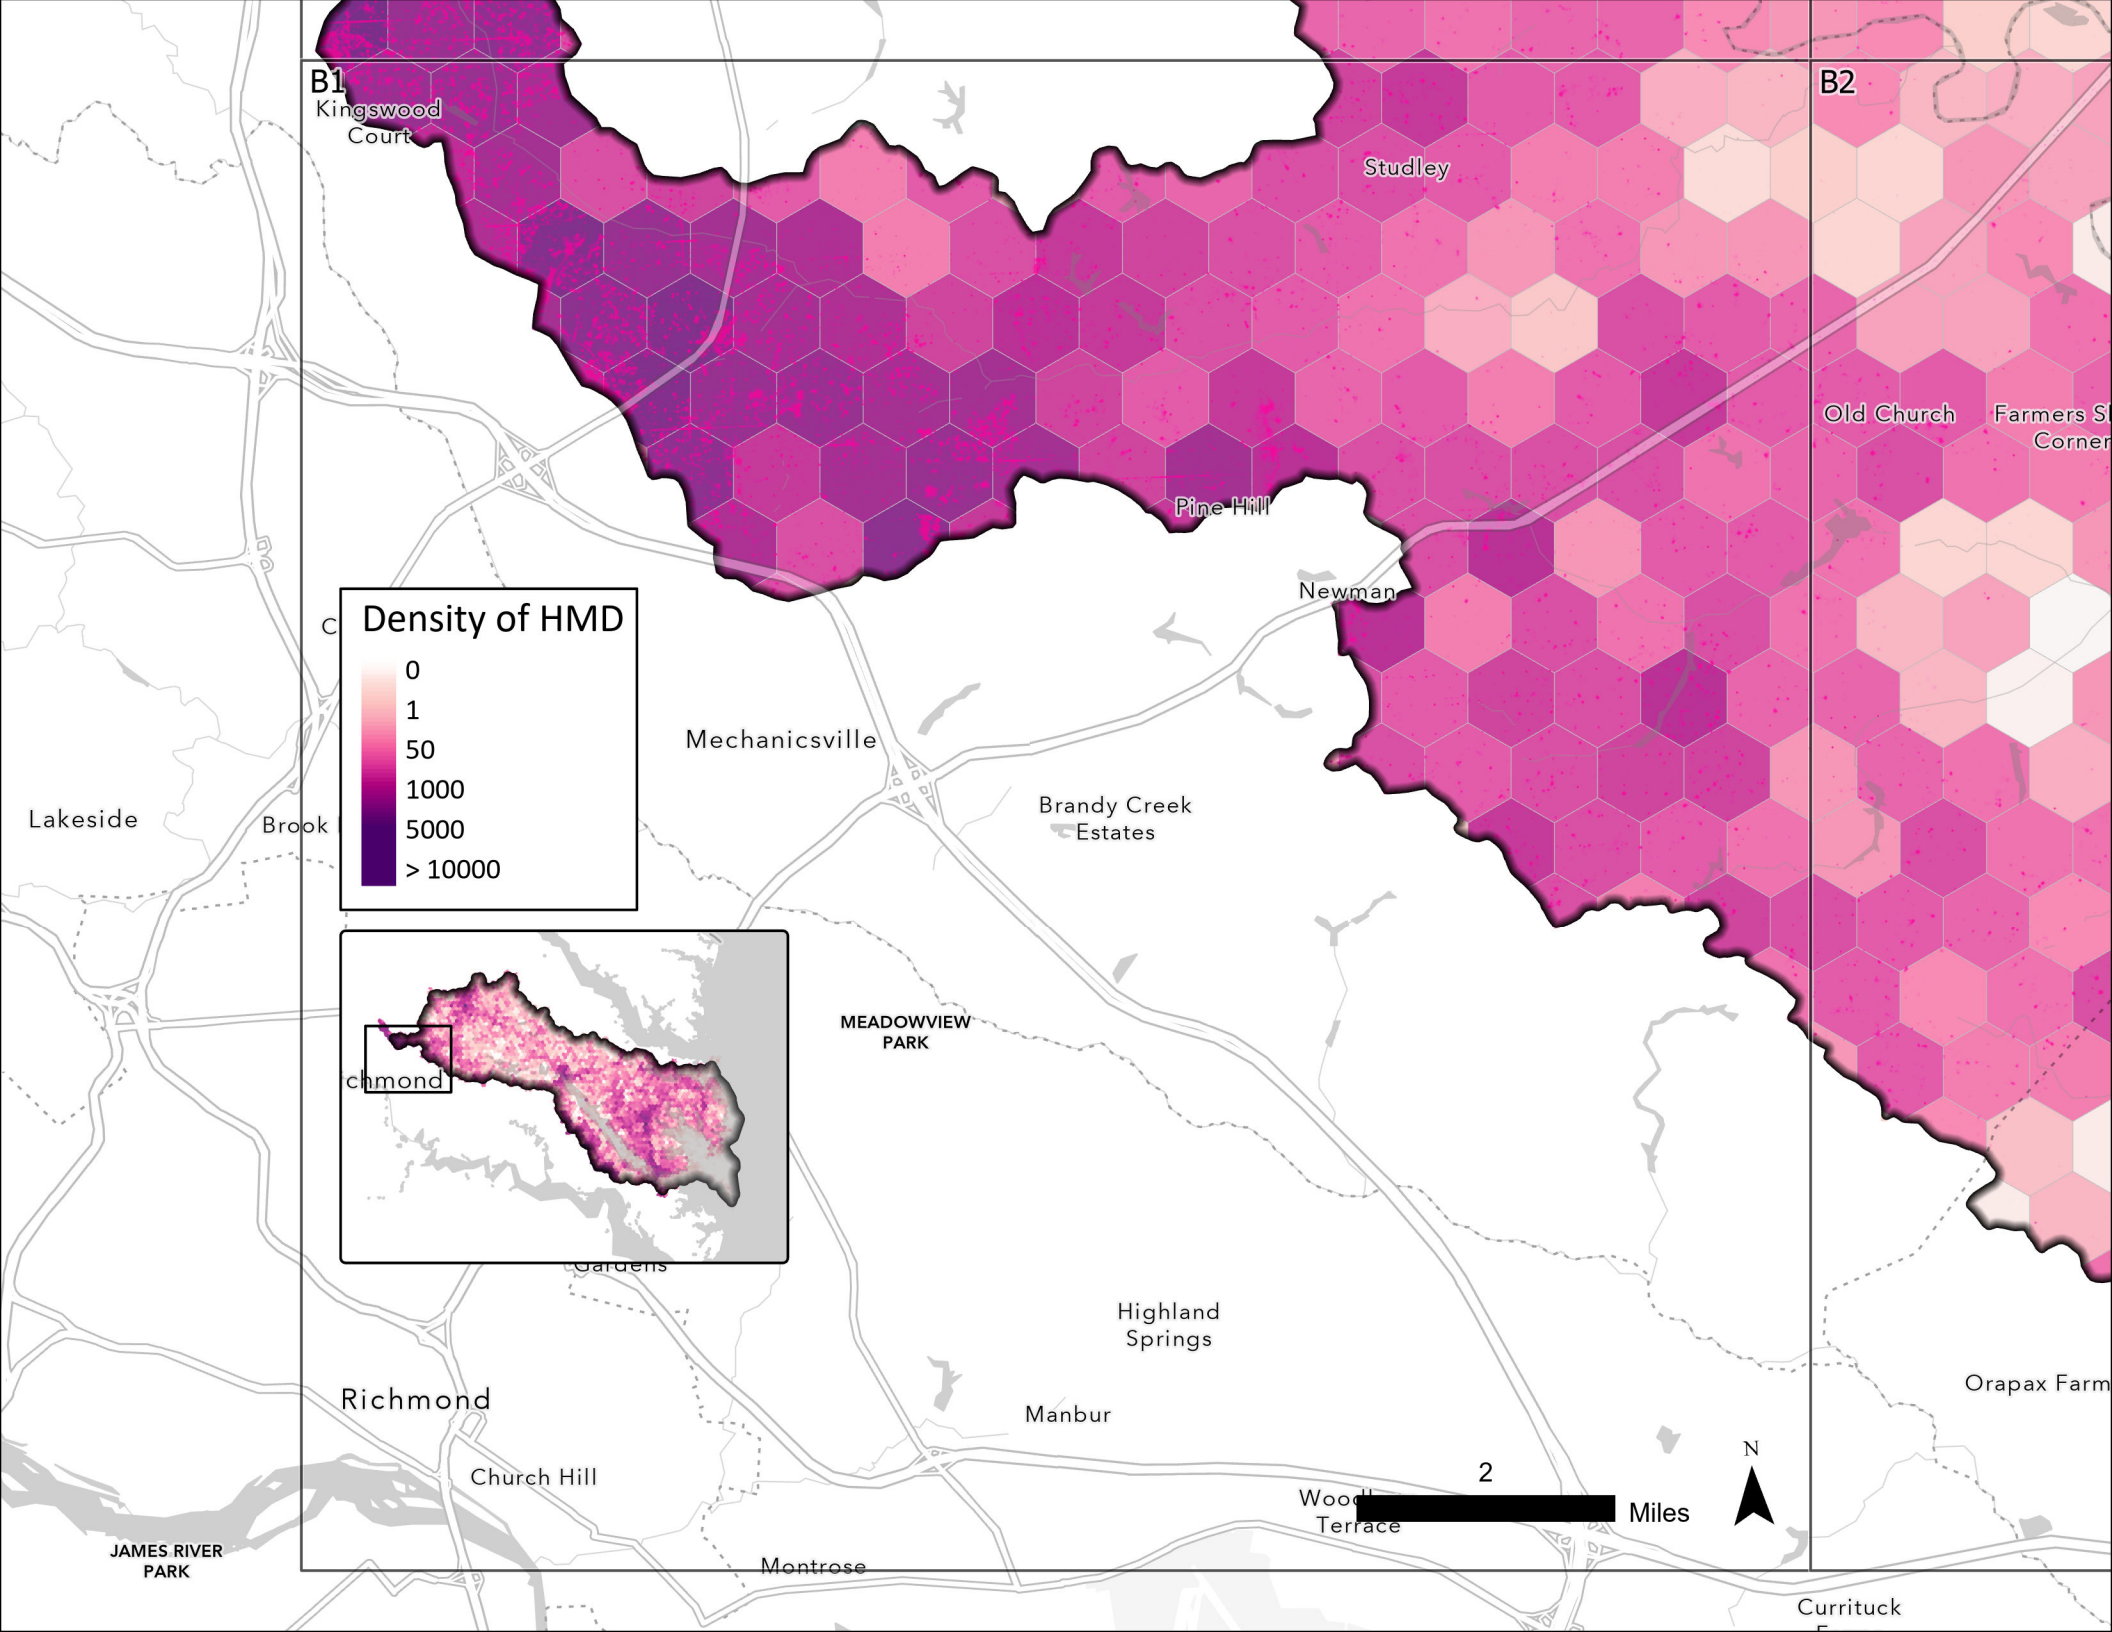 B1
B2
Kingswood
Court
Studley
Old Church
Farmers S
Corner
Pine Hill
Newman
C
Density of HMD
0
1
50
1000
5000
> 10000
Mechanicsville
Brandy Creek
Estates
Lakeside
Brook
MEADOWVIEW
PARK
chmond
Gardens
Highland
Springs
Orapax Farm
Richmond
Manbur
Church Hill
N
2
Miles
Wood
Terrace
JAMES RIVER
PARK
Montrose
Currituck